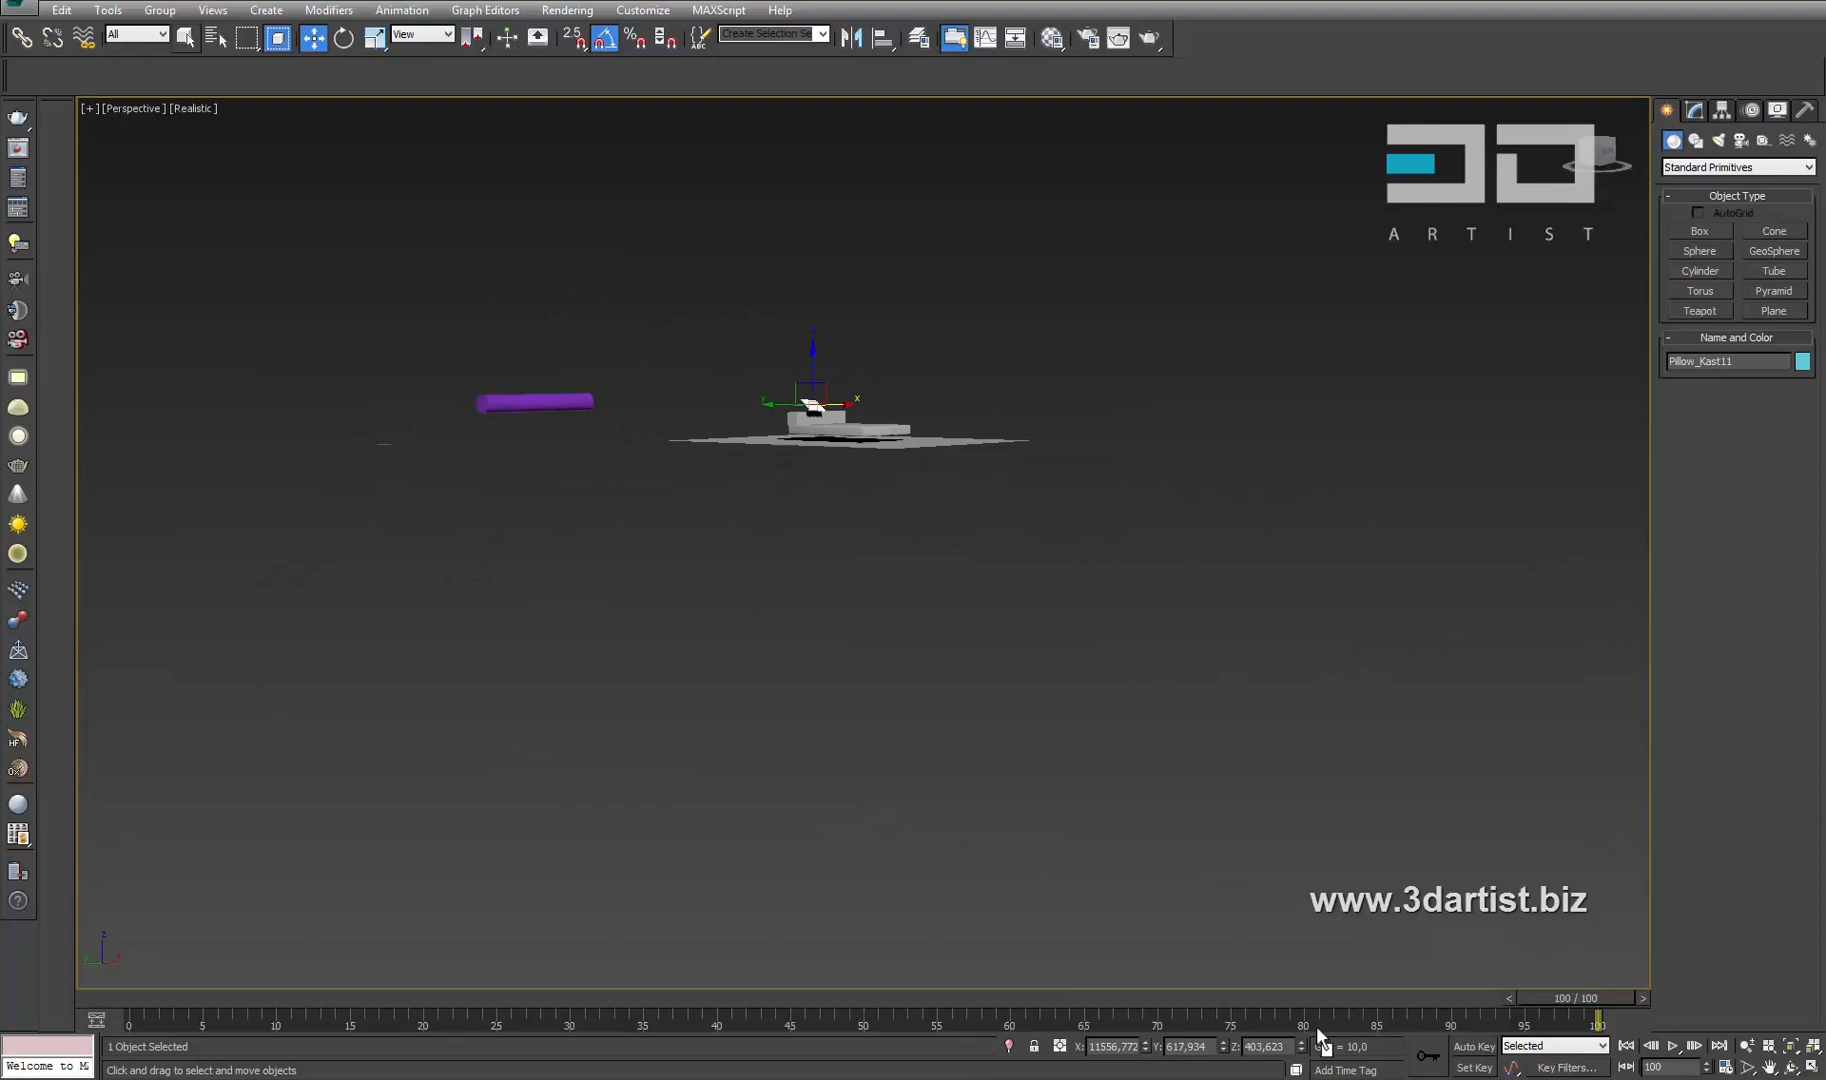 Edit Tools Group Views Create Modifiers Animation Graph Editors Rendering Customize MAXScript Help
All
View
2.5
Create Selection Se
[+] [Perspective] [Realistic]
ARTIST
Standard Primitives
Object Type
AutoGrid
Box Cone
Sphere GeoSphere
Cylinder Tube
Torus Pyramid
Teapot Plane
Name and Color
Pillow_Kast11
z
y x
HF
www.3dartist.biz
z
< 100 / 100 >
0 5 10 15 20 25 30 35 40 45 50 55 60 65 70 75 80 85 90 95 100
1 Object Selected
X: 11556,772 Y: 617,934 Z: 403,623
= 10,0
Auto Key Selected
Welcome to M
Click and drag to select and move objects
Add Time Tag
Set Key Key Filters... 100